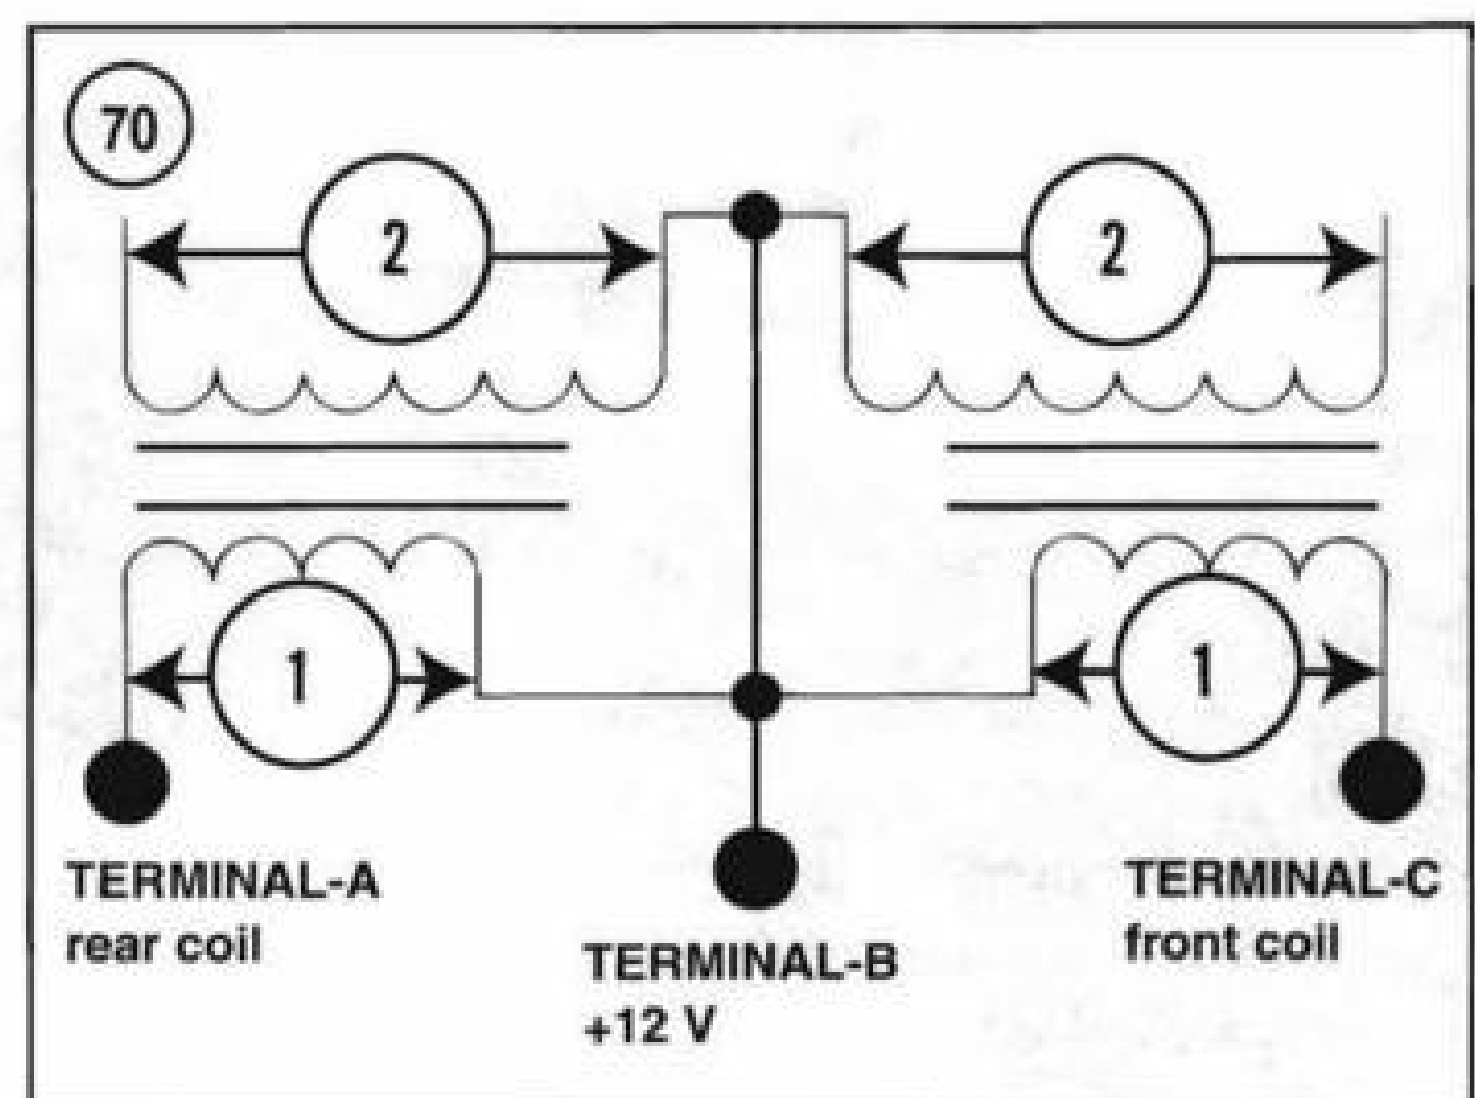 70
2
2
1
1
TERMINAL-A
rear coil
TERMINAL-B
+12 V
TERMINAL-C
front coil